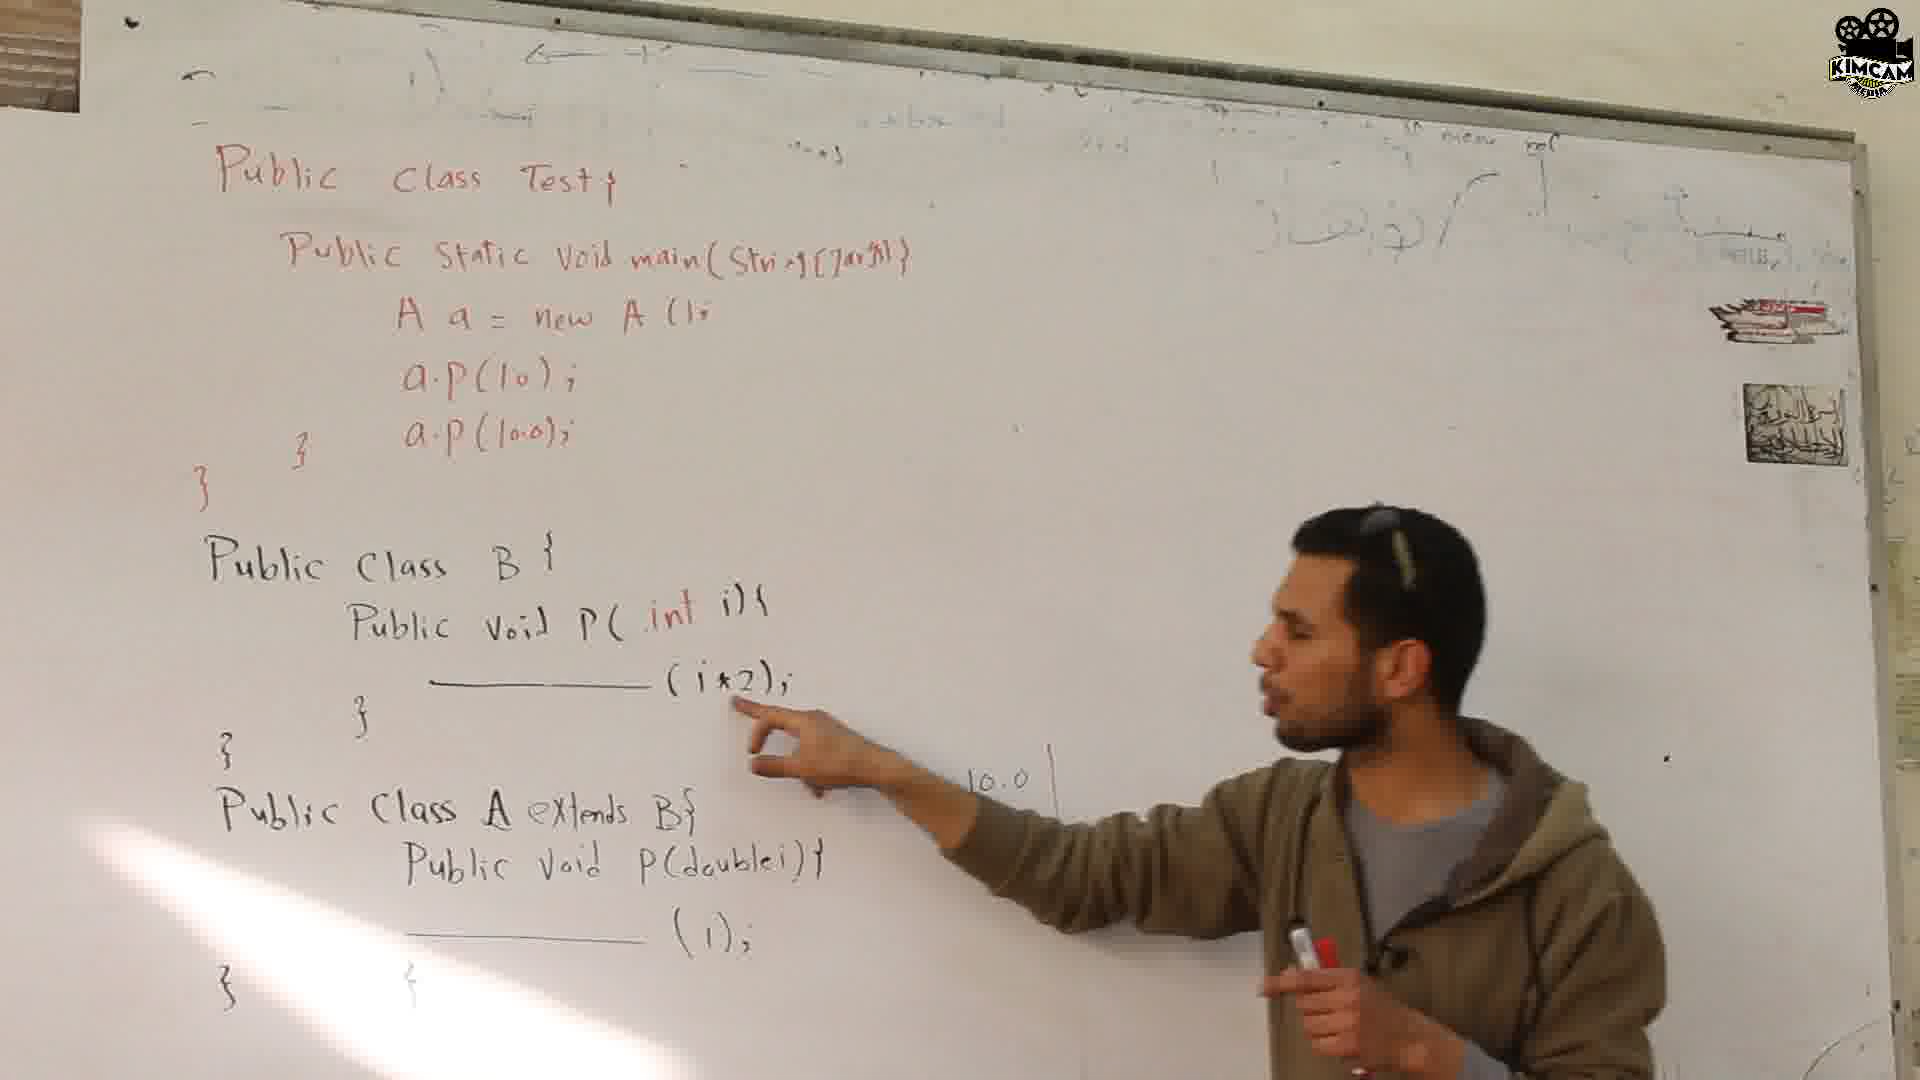 Public Class Test{
Public Static Void main(String[]args){
A a = new A();
a.P(10);
a.P(10.0);
}
}
Public Class B {
Public Void P( int i){
(i*2);
}
}
Public Class A extends B{
Public Void P(double i){
(i);
}
}
10.0
KIMCAM
MEDIA